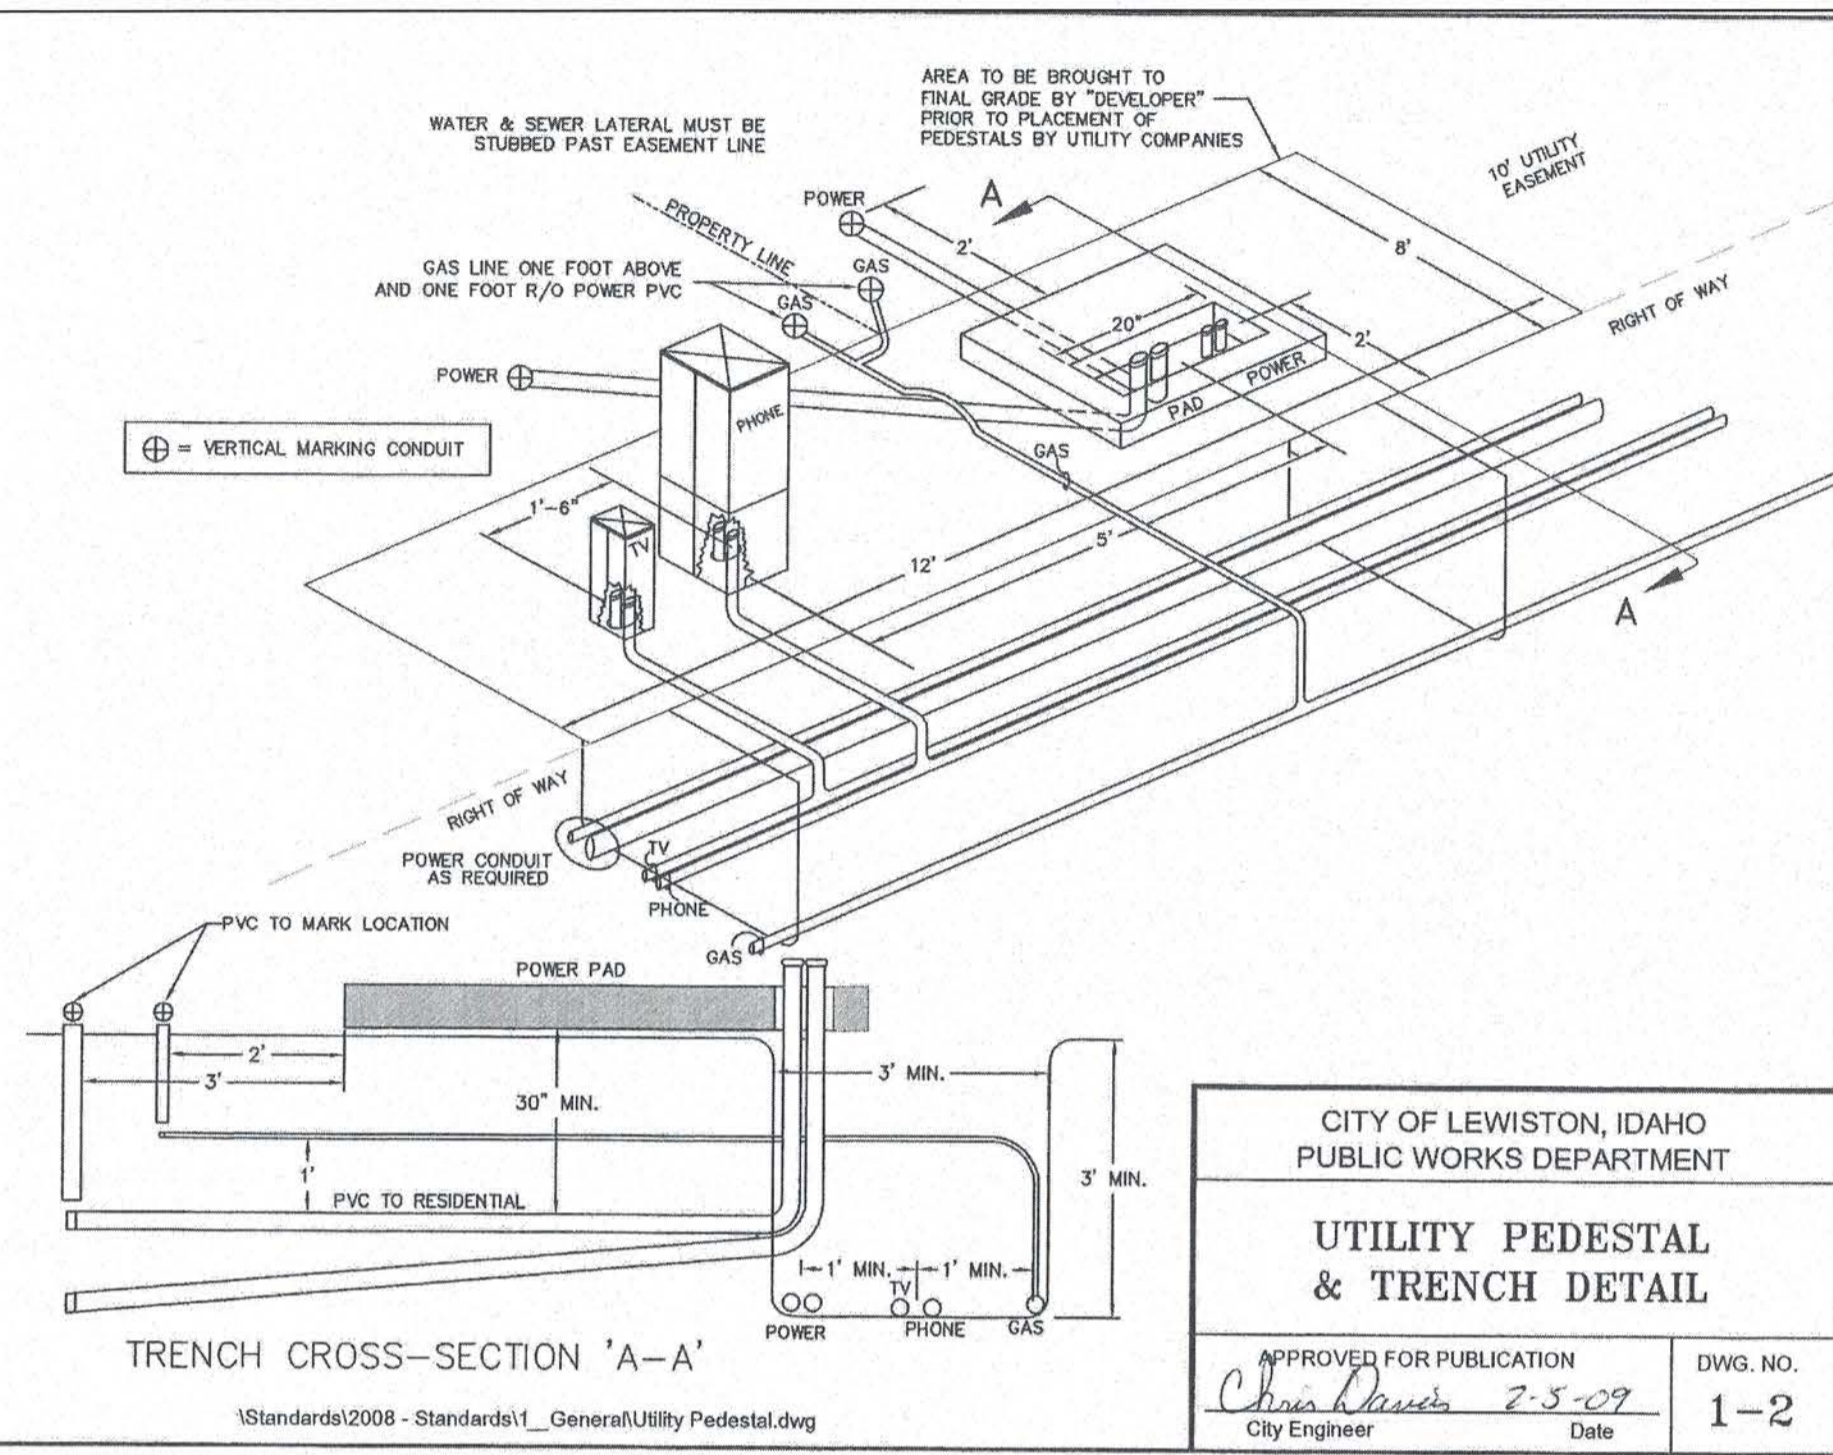 AREA TO BE BROUGHT TO
FINAL GRADE BY "DEVELOPER"
PRIOR TO PLACEMENT OF
PEDESTALS BY UTILITY COMPANIES
WATER & SEWER LATERAL MUST BE
STUBBED PAST EASEMENT LINE
10' UTILITY
EASEMENT
POWER
A
2'
8'
PROPERTY LINE
GAS LINE ONE FOOT ABOVE
AND ONE FOOT R/O POWER PVC
GAS
GAS
20"
2'
RIGHT OF WAY
POWER
POWER
PAD
PHONE
⊕ = VERTICAL MARKING CONDUIT
GAS
1'-6"
TV
12'
5'
A
RIGHT OF WAY
POWER CONDUIT
AS REQUIRED
TV
PHONE
GAS
PVC TO MARK LOCATION
POWER PAD
2'
3'
30" MIN.
3' MIN.
1'
3' MIN.
PVC TO RESIDENTIAL
1' MIN.
1' MIN.
TV
POWER
PHONE
GAS
TRENCH CROSS-SECTION 'A-A'
\Standards\2008 - Standards\1__General\Utility Pedestal.dwg
CITY OF LEWISTON, IDAHO
PUBLIC WORKS DEPARTMENT
UTILITY PEDESTAL
& TRENCH DETAIL
APPROVED FOR PUBLICATION
Chris Davies 2-5-09
City Engineer Date
DWG. NO.
1-2